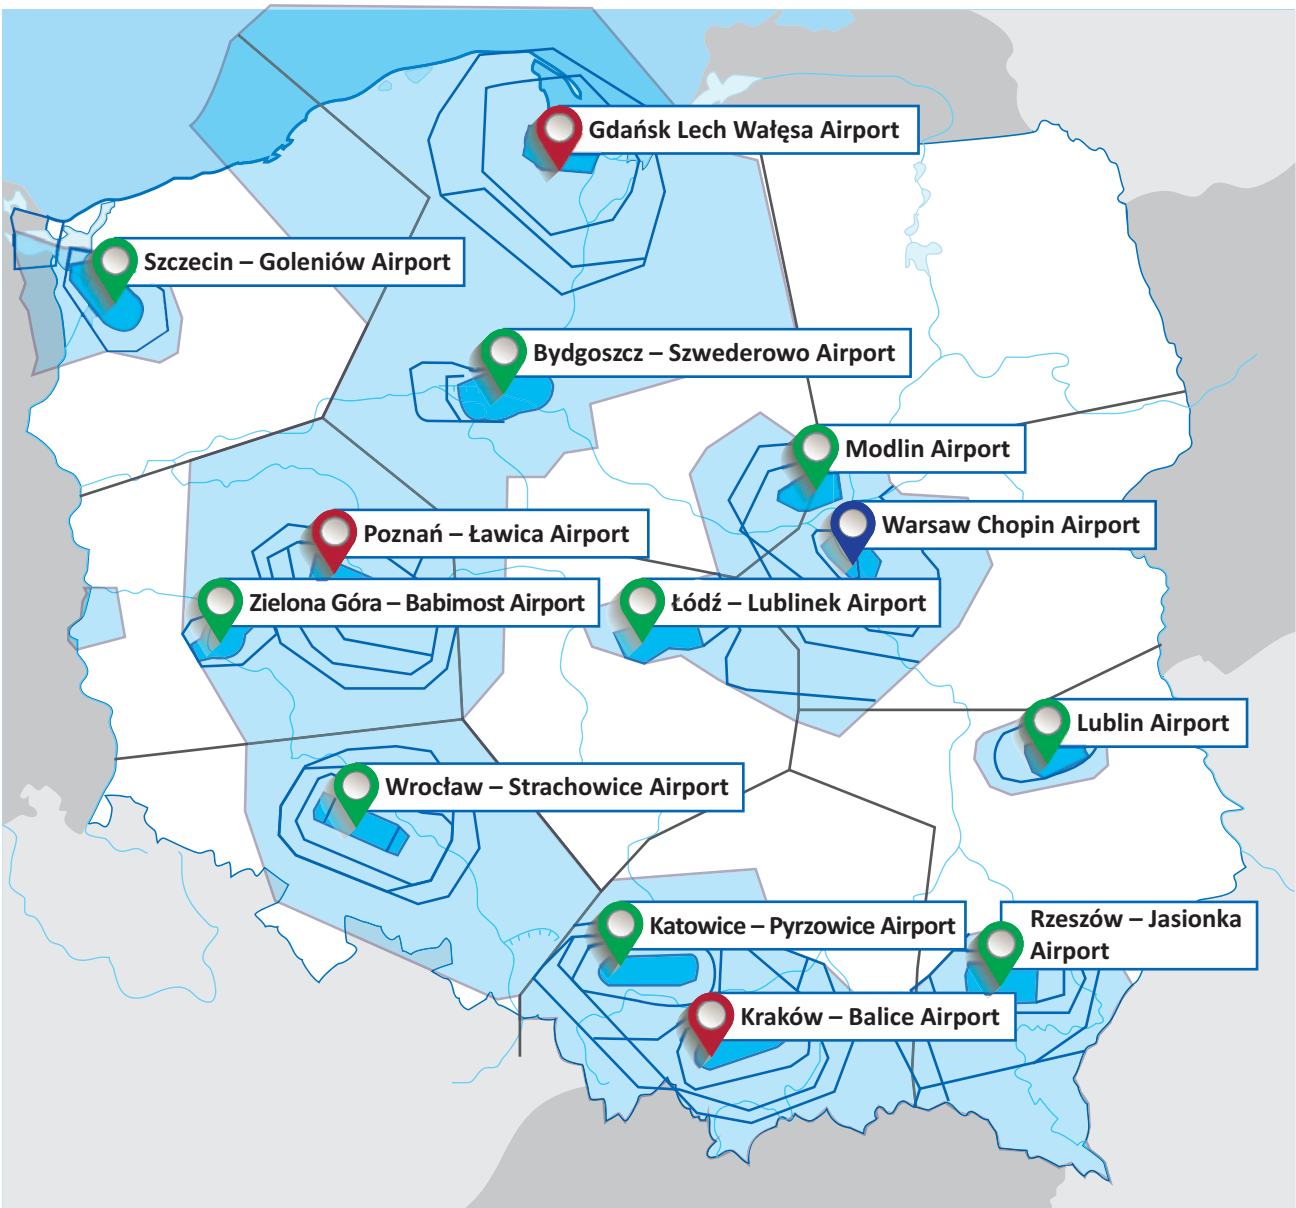 Gdańsk Lech Wałęsa Airport
Szczecin – Goleniów Airport
Bydgoszcz – Szwederowo Airport
Modlin Airport
Warsaw Chopin Airport
Poznań – Ławica Airport
Zielona Góra – Babimost Airport
Łódź – Lublinek Airport
Lublin Airport
Wrocław – Strachowice Airport
Katowice – Pyrzowice Airport
Rzeszów – Jasionka
Airport
Kraków – Balice Airport